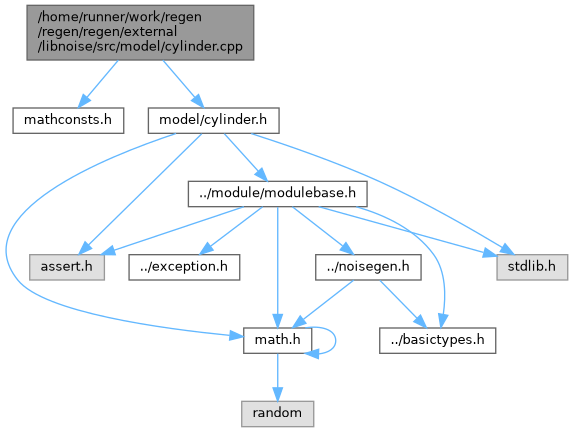 /home/runner/work/regen
/regen/regen/external
/libnoise/src/model/cylinder.cpp
mathconsts.h
model/cylinder.h
../module/modulebase.h
assert.h
../exception.h
../noisegen.h
stdlib.h
math.h
../basictypes.h
random